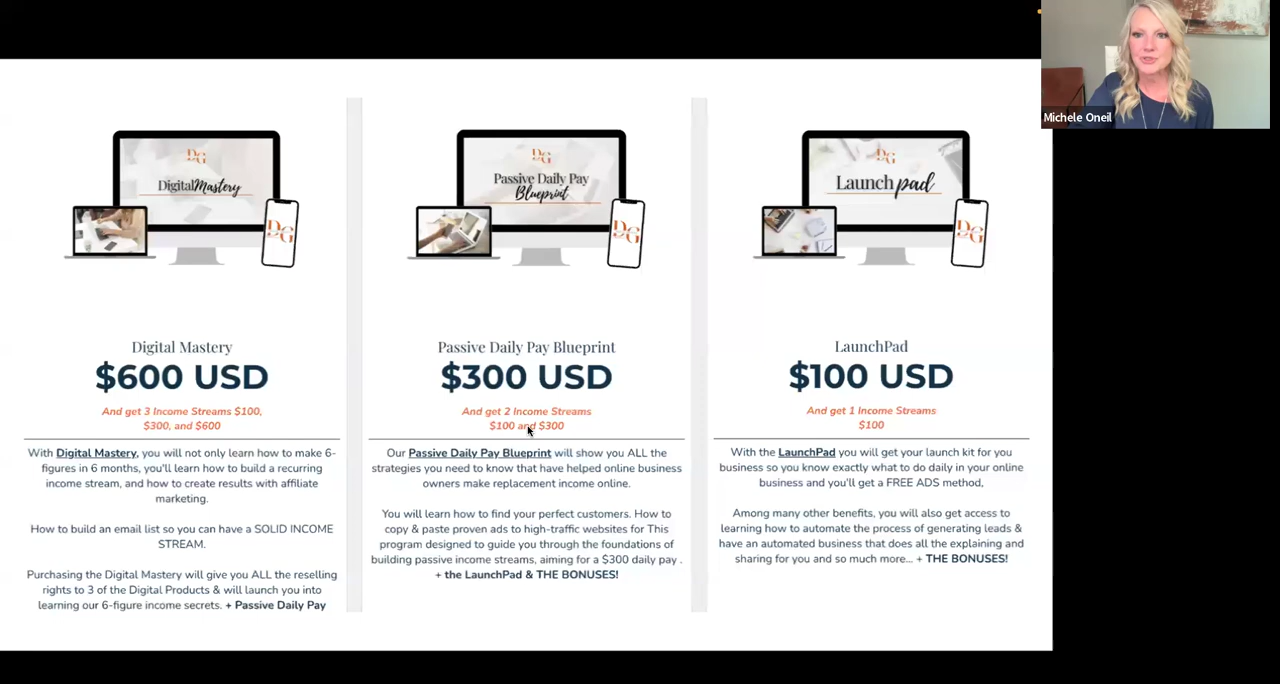 Michele Oneil
DG
DigitalMastery
DG
Digital Mastery
$600 USD
And get 3 Income Streams $100,
$300, and $600
With Digital Mastery, you will not only learn how to make 6-
figures in 6 months, you'll learn how to build a recurring
income stream, and how to create results with affiliate
marketing.
How to build an email list so you can have a SOLID INCOME
STREAM.
Purchasing the Digital Mastery will give you ALL the reselling
rights to 3 of the Digital Products & will launch you into
learning our 6-figure income secrets. + Passive Daily Pay
DG
Passive Daily Pay
Blueprint
DG
Passive Daily Pay Blueprint
$300 USD
And get 2 Income Streams
$100 and $300
Our Passive Daily Pay Blueprint will show you ALL the
strategies you need to know that have helped online business
owners make replacement income online.
You will learn how to find your perfect customers. How to
copy & paste proven ads to high-traffic websites for This
program designed to guide you through the foundations of
building passive income streams, aiming for a $300 daily pay .
+ the LaunchPad & THE BONUSES!
DG
Launch pad
DG
LaunchPad
$100 USD
And get 1 Income Streams
$100
With the LaunchPad you will get your launch kit for you
business so you know exactly what to do daily in your online
business and you'll get a FREE ADS method,
Among many other benefits, you will also get access to
learning how to automate the process of generating leads &
have an automated business that does all the explaining and
sharing for you and so much more... + THE BONUSES!